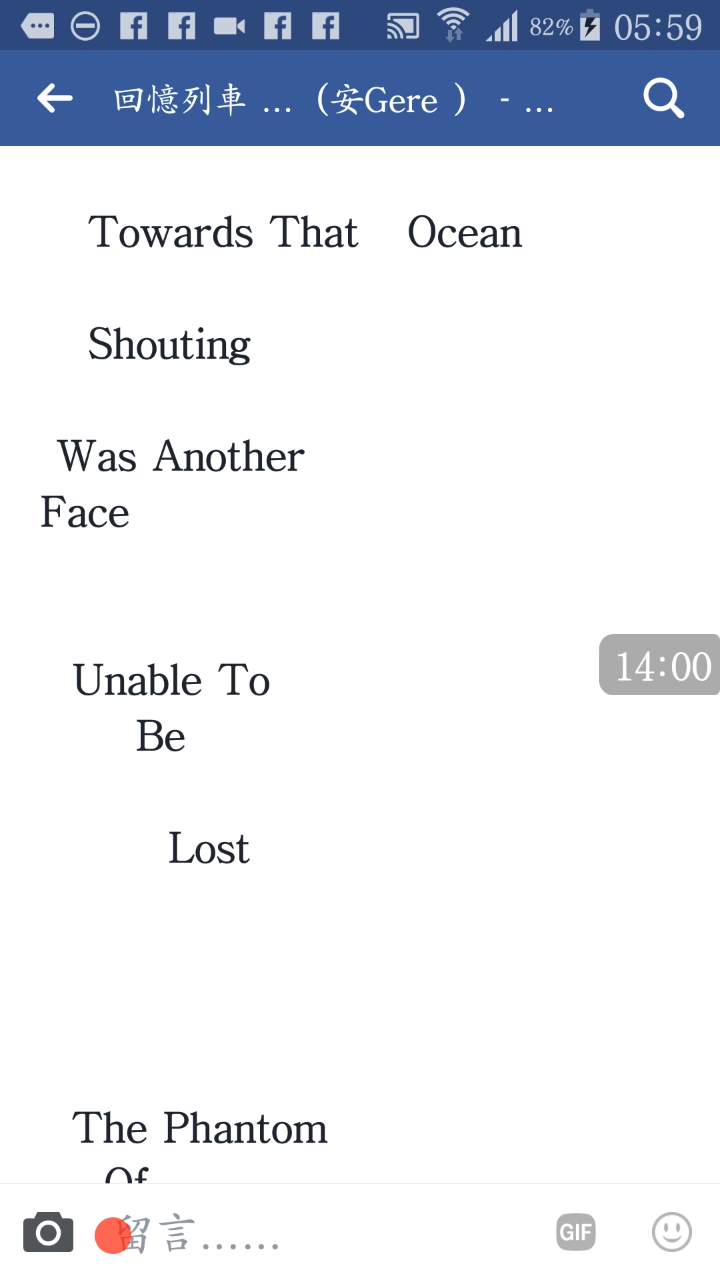 82% 05:59
回憶列車 ... (安Gere ) - ...
Towards That Ocean
Shouting
Was Another
Face
14:00
Unable To
Be
Lost
The Phantom
Of
留言......
GIF